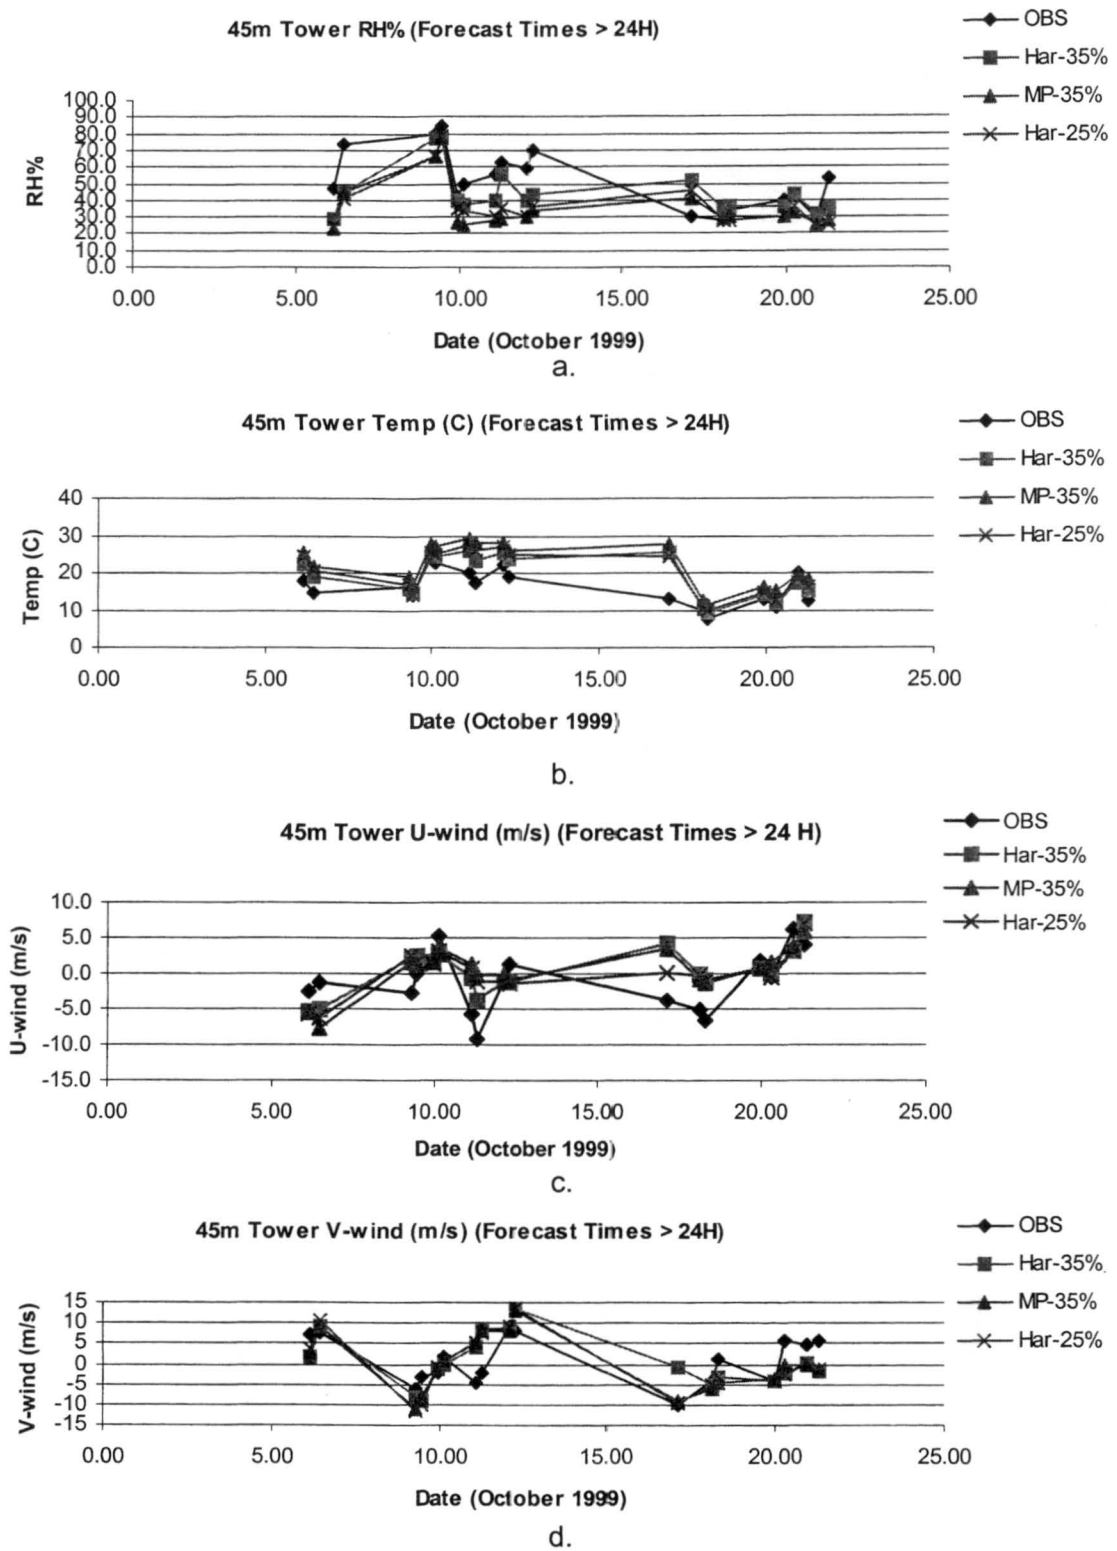 45m Tower RH% (Forecast Times > 24H)
OBS
Har-35%
MP-35%
Har-25%
RH%
100.0
90.0
80.0
70.0
60.0
50.0
40.0
30.0
20.0
10.0
0.0
0.00 5.00 10.00 15.00 20.00 25.00
Date (October 1999)
a.
45m Tower Temp (C) (Forecast Times > 24H)
OBS
Har-35%
MP-35%
Har-25%
Temp (C)
40
30
20
10
0
0.00 5.00 10.00 15.00 20.00 25.00
Date (October 1999)
b.
45m Tower U-wind (m/s) (Forecast Times > 24 H)
OBS
Har-35%
MP-35%
Har-25%
U-wind (m/s)
10.0
5.0
0.0
-5.0
-10.0
-15.0
0.00 5.00 10.00 15.00 20.00 25.00
Date (October 1999)
c.
45m Tower V-wind (m/s) (Forecast Times > 24H)
OBS
Har-35%
MP-35%
Har-25%
V-wind (m/s)
15
10
5
0
-5
-10
-15
0.00 5.00 10.00 15.00 20.00 25.00
Date (October 1999)
d.